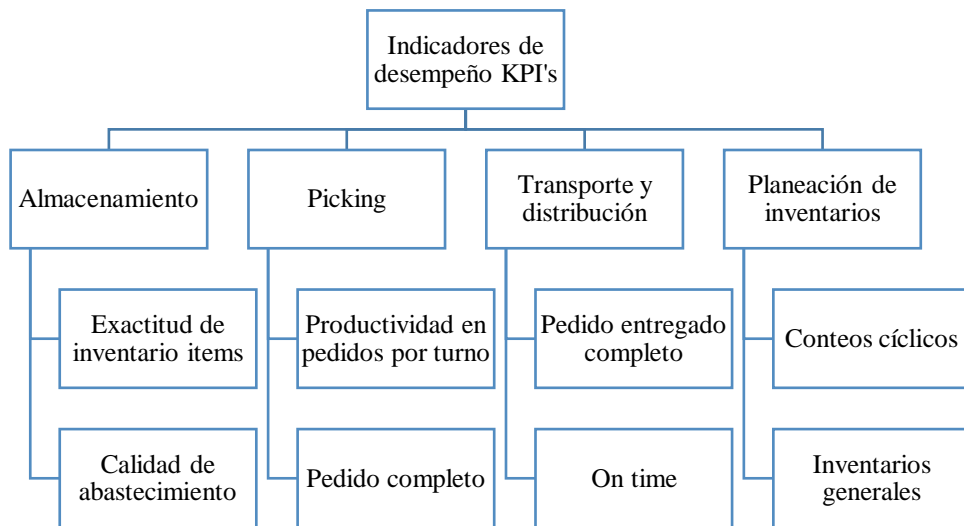 Indicadores de
desempeño KPI's
Almacenamiento
Picking
Transporte y
distribución
Planeación de
inventarios
Exactitud de
inventario items
Productividad en
pedidos por turno
Pedido entregado
completo
Conteos cíclicos
Calidad de
abastecimiento
Pedido completo
On time
Inventarios
generales